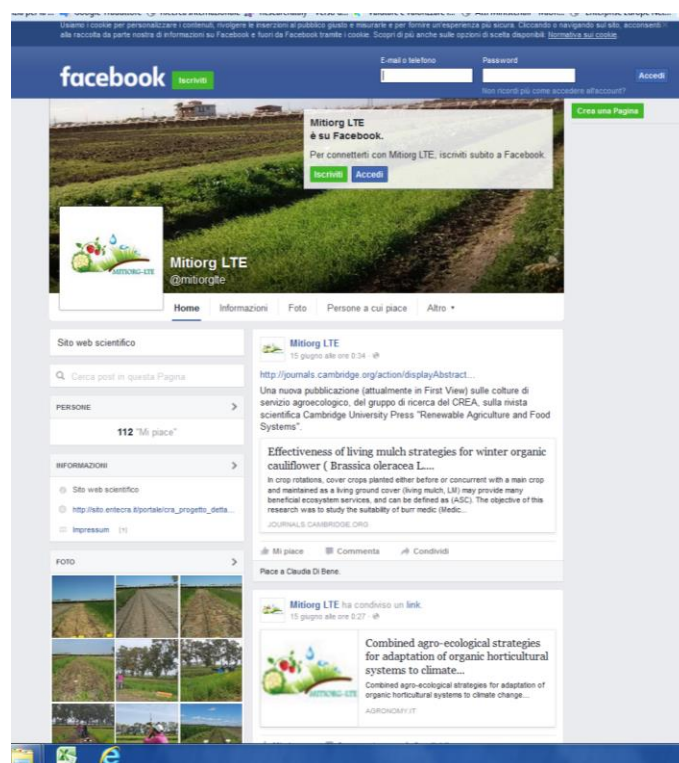 Usiamo i cookie per personalizzare i contenuti, rivolgere le inserzioni al pubblico giusto e misurarle e per fornire un'esperienza più sicura. Cliccando o navigando sul sito, acconsenti
alla raccolta da parte nostra di informazioni su Facebook e fuori da Facebook tramite i cookie. Scopri di più anche sulle opzioni di scelta disponibili: Normativa sui cookie.
facebook
Iscriviti
E-mail o telefono
Password
Accedi
Non ricordi più come accedere all'account?
Crea una Pagina
Mitiorg LTE
è su Facebook.
Per connetterti con Mitiorg LTE, iscriviti subito a Facebook.
Iscriviti Accedi
MITIORG-LTE
Mitiorg LTE
@mitiorglte
Home Informazioni Foto Persone a cui piace Altro
Sito web scientifico
Cerca post in questa Pagina
PERSONE
112 "Mi piace"
INFORMAZIONI
Sito web scientifico
http://sito.entecra.it/portale/cra_progetto_detta...
Impressum [?]
FOTO
Mitiorg LTE
15 giugno alle ore 0:34
http://journals.cambridge.org/action/displayAbstract...
Una nuova pubblicazione (attualmente in First View) sulle colture di
servizio agroecologico, del gruppo di ricerca del CREA, sulla rivista
scientifica Cambridge University Press "Renewable Agriculture and Food
Systems".
Effectiveness of living mulch strategies for winter organic
cauliflower ( Brassica oleracea L....
In crop rotations, cover crops planted either before or concurrent with a main crop
and maintained as a living ground cover (living mulch, LM) may provide many
beneficial ecosystem services, and can be defined as (ASC). The objective of this
research was to study the suitability of burr medic (Medic...
JOURNALS.CAMBRIDGE.ORG
Mi piace Commenta Condividi
Piace a Claudia Di Bene.
Mitiorg LTE ha condiviso un link.
15 giugno alle ore 0:27
MITIORG-LTE
Combined agro-ecological strategies
for adaptation of organic horticultural
systems to climate...
Combined agro-ecological strategies for adaptation of
organic horticultural systems to climate change...
AGRONOMY.IT